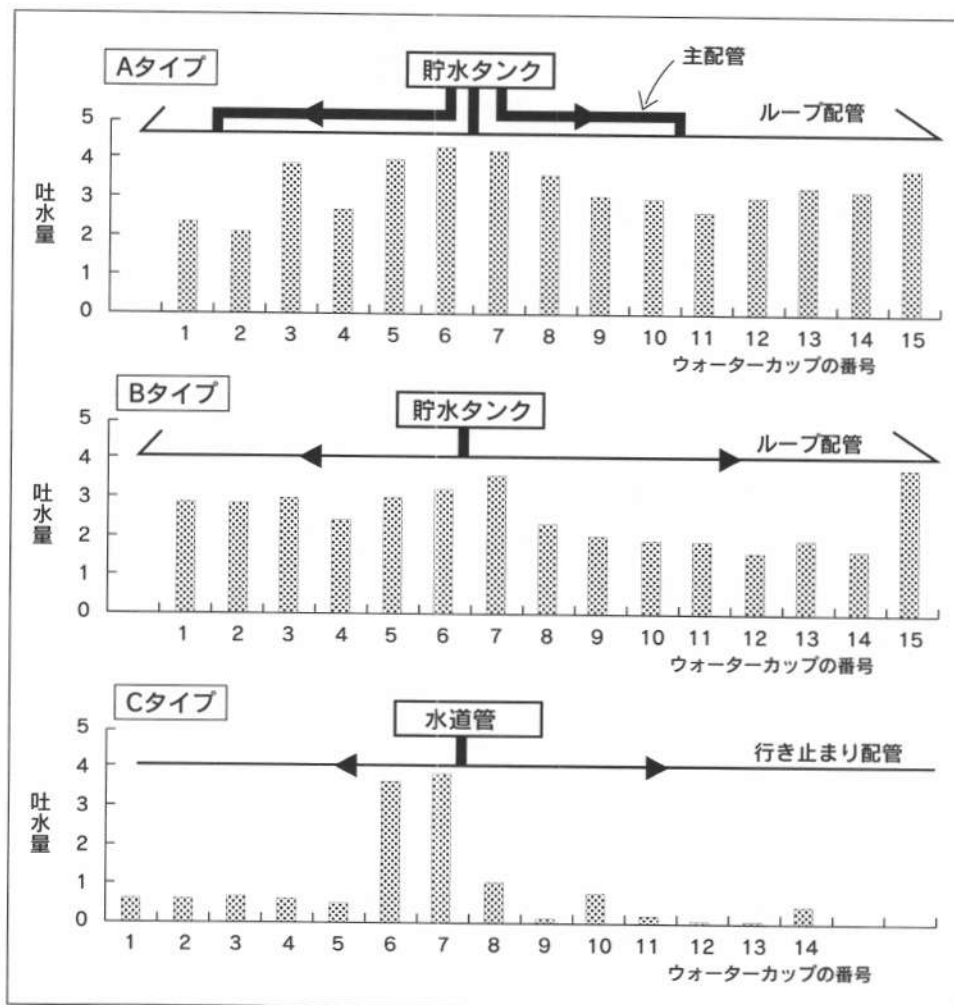 Aタイプ
貯水タンク
主配管
ループ配管
吐水量
5
4
3
2
1
0
1 2 3 4 5 6 7 8 9 10 11 12 13 14 15
ウォーターカップの番号
Bタイプ
貯水タンク
ループ配管
吐水量
5
4
3
2
1
0
1 2 3 4 5 6 7 8 9 10 11 12 13 14 15
ウォーターカップの番号
Cタイプ
水道管
行き止まり配管
吐水量
5
4
3
2
1
0
1 2 3 4 5 6 7 8 9 10 11 12 13 14
ウォーターカップの番号